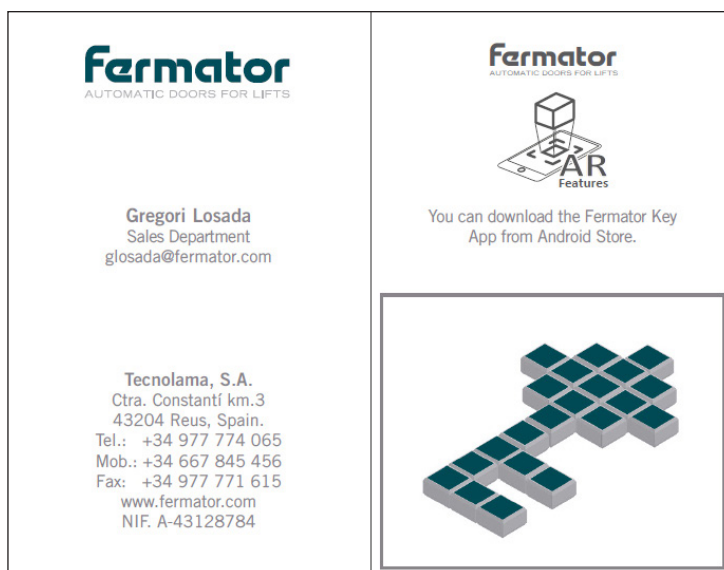 Fermator
AUTOMATIC DOORS FOR LIFTS
Gregori Losada
Sales Department
glosada@fermator.com
Tecnolama, S.A.
Ctra. Constantí km.3
43204 Reus, Spain.
Tel.: +34 977 774 065
Mob.: +34 667 845 456
Fax: +34 977 771 615
www.fermator.com
NIF. A-43128784
Fermator
AUTOMATIC DOORS FOR LIFTS
AR
Features
You can download the Fermator Key
App from Android Store.